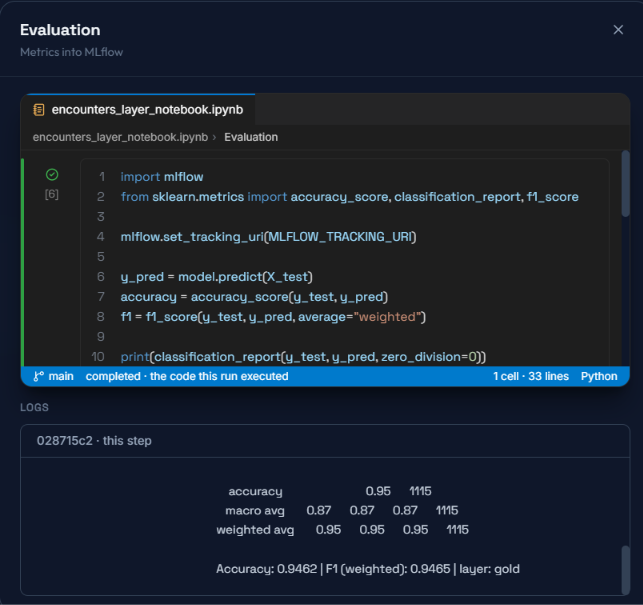 Evaluation
Metrics into MLflow
encounters_layer_notebook.ipynb
encounters_layer_notebook.ipynb › Evaluation
[6]
1 import mlflow
2 from sklearn.metrics import accuracy_score, classification_report, f1_score
3
4 mlflow.set_tracking_uri(MLFLOW_TRACKING_URI)
5
6 y_pred = model.predict(X_test)
7 accuracy = accuracy_score(y_test, y_pred)
8 f1 = f1_score(y_test, y_pred, average="weighted")
9
10 print(classification_report(y_test, y_pred, zero_division=0))
main completed · the code this run executed 1 cell · 33 lines Python
LOGS
028715c2 · this step
accuracy 0.95 1115
macro avg 0.87 0.87 0.87 1115
weighted avg 0.95 0.95 0.95 1115
Accuracy: 0.9462 | F1 (weighted): 0.9465 | layer: gold